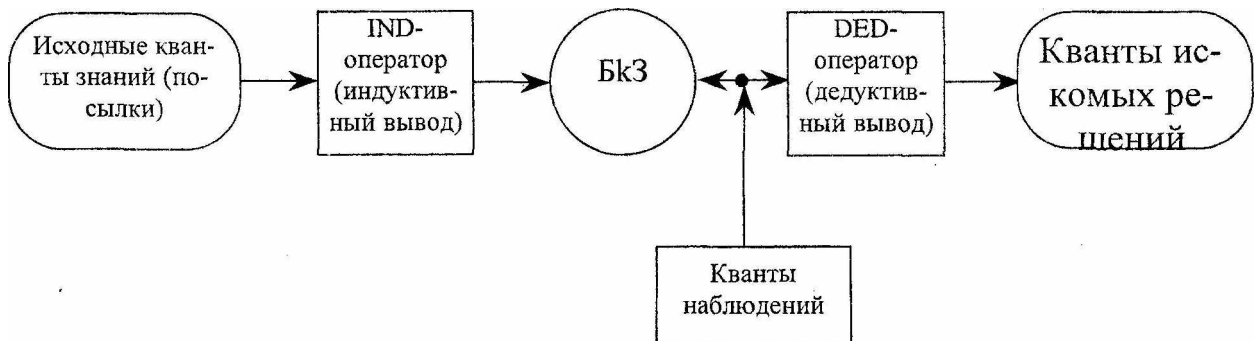 Исходные кван-
ты знаний (по-
сылки)
IND-
оператор
(индуктив-
ный вывод)
БkЗ
DED-
оператор
(дедуктив-
ный вывод)
Кванты ис-
комых ре-
шений
Кванты
наблюдений